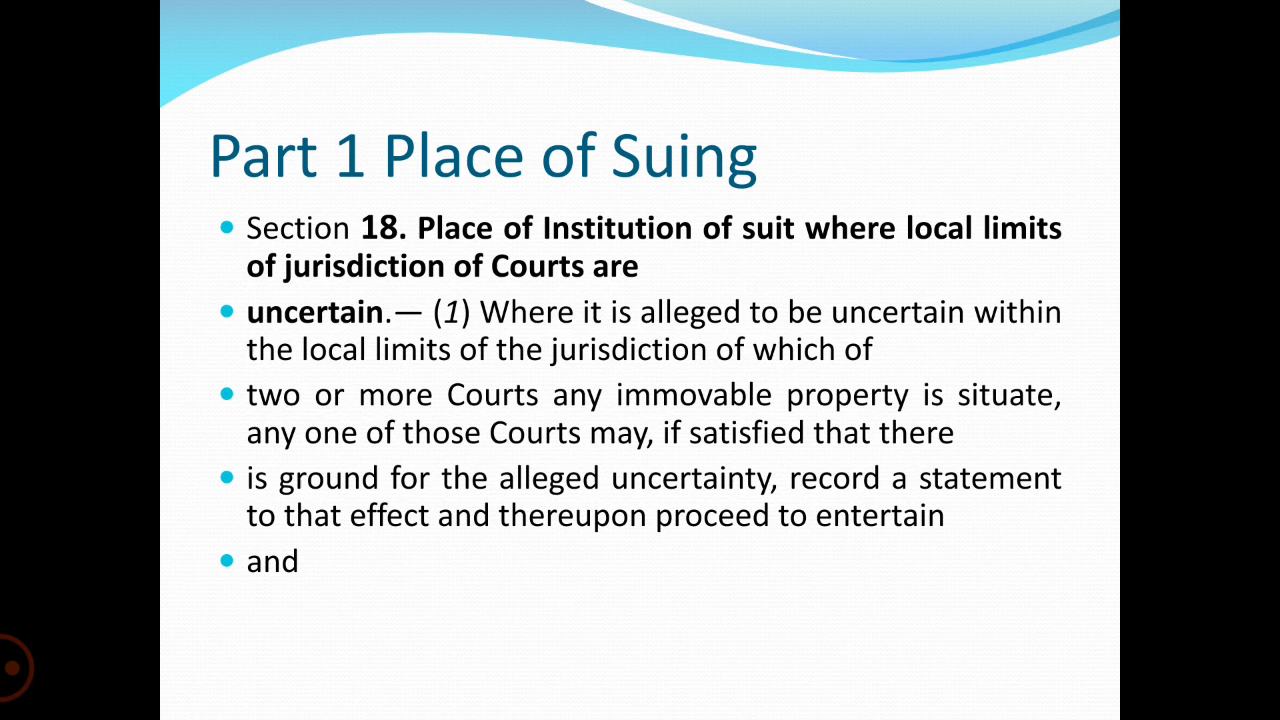 Part 1 Place of Suing
• Section 18. Place of Institution of suit where local limits
of jurisdiction of Courts are
• uncertain.— (1) Where it is alleged to be uncertain within
the local limits of the jurisdiction of which of
• two or more Courts any immovable property is situate,
any one of those Courts may, if satisfied that there
• is ground for the alleged uncertainty, record a statement
to that effect and thereupon proceed to entertain
• and